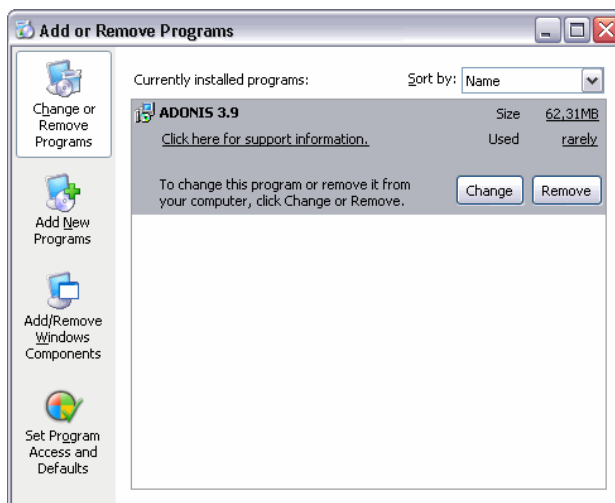 Add or Remove Programs
Change or
Remove
Programs
Add New
Programs
Add/Remove
Windows
Components
Set Program
Access and
Defaults
Currently installed programs:
Sort by: Name
ADONIS 3.9
Size 62,31MB
Click here for support information.
Used rarely
To change this program or remove it from
your computer, click Change or Remove.
Change Remove